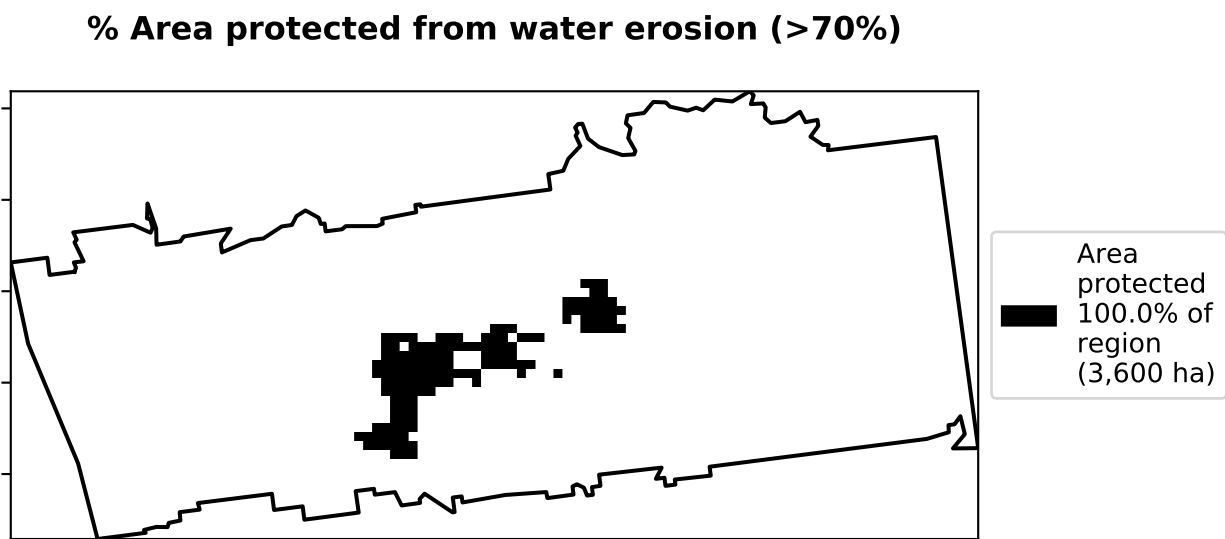 % Area protected from water erosion (>70%)
Area
protected
100.0% of
region
(3,600 ha)